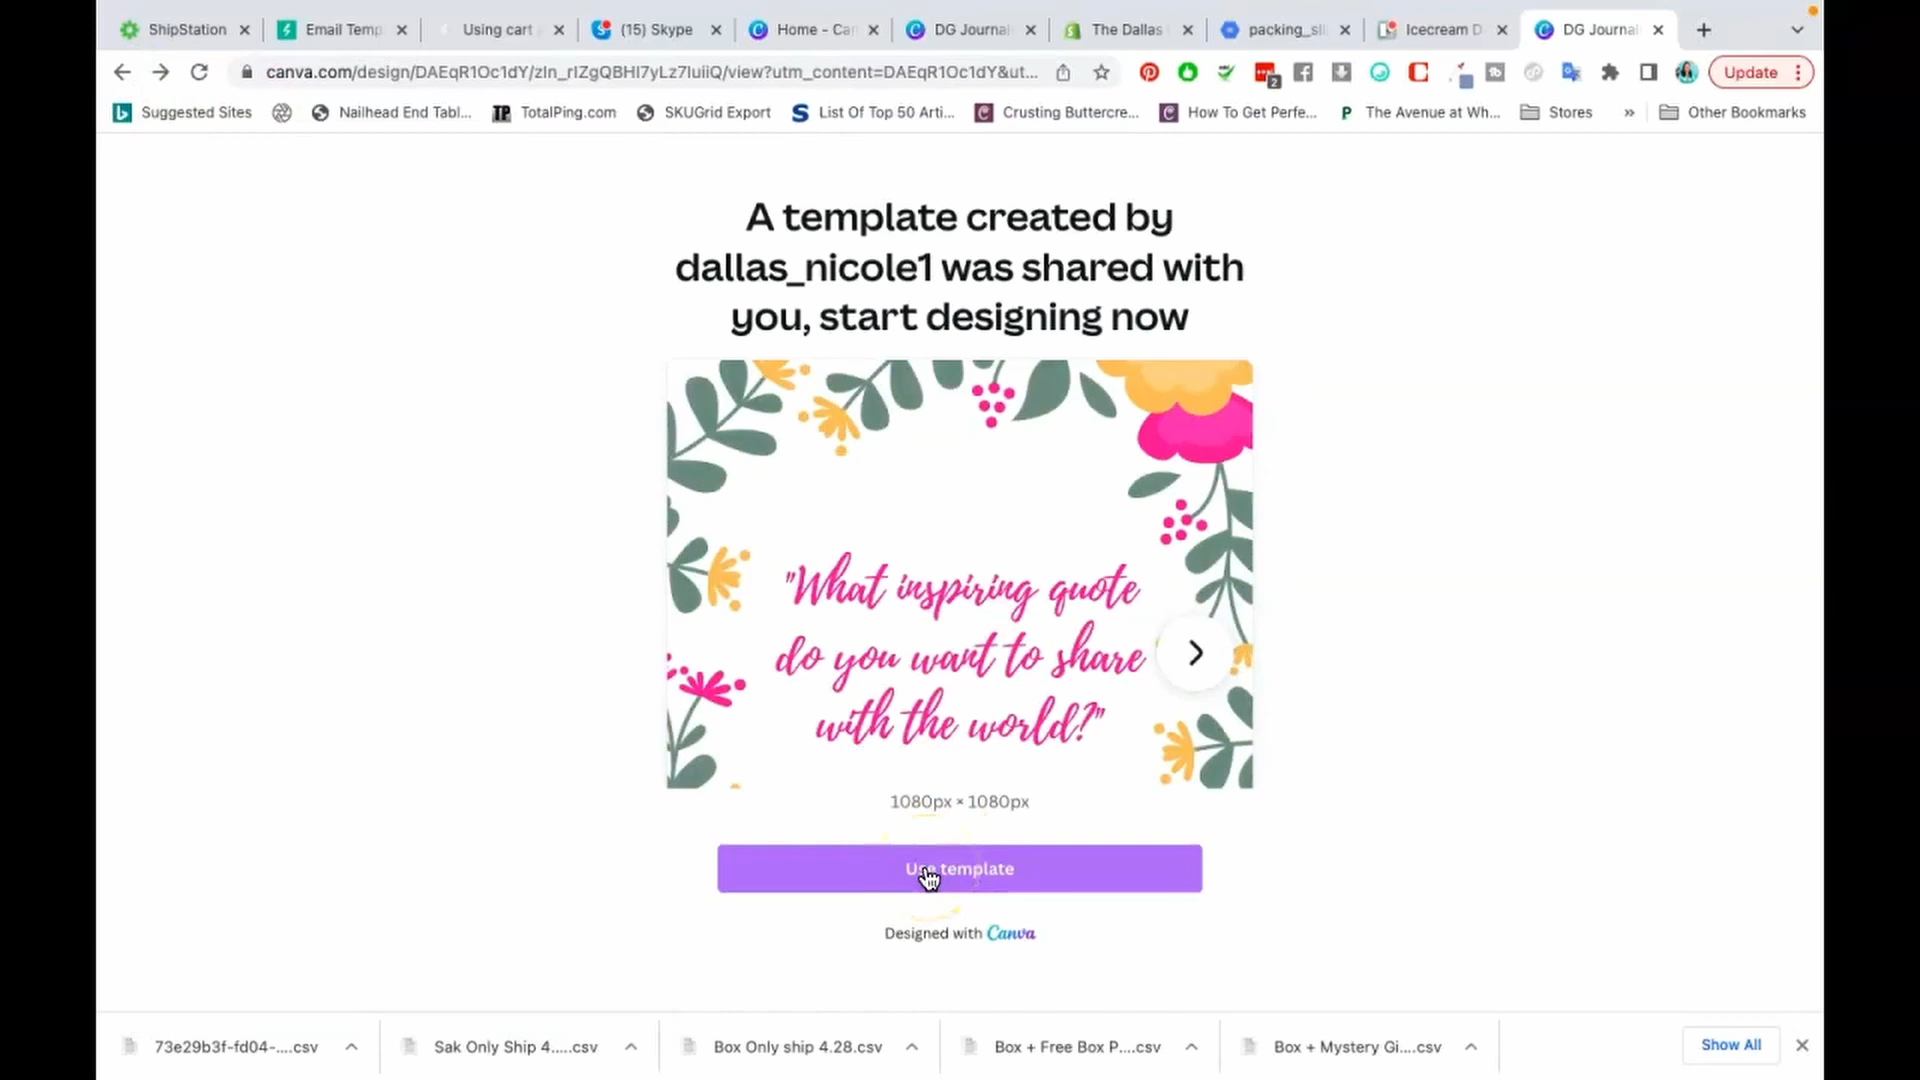 ShipStation
Email Temp
Using cart
(15) Skype
Home - Ca
DG Journal
The Dallas
packing_sli
Icecream D
DG Journal
canva.com/design/DAEqR1Oc1dY/zln_rIZgQBHI7yLz7luiiQ/view?utm_content=DAEqR1Oc1dY&ut...
2
Update
Suggested Sites
Nailhead End Tabl...
TotalPing.com
SKUGrid Export
List Of Top 50 Arti...
Crusting Buttercre...
How To Get Perfe...
The Avenue at Wh...
Stores
»
Other Bookmarks
A template created by
dallas_nicole1 was shared with
you, start designing now
"What inspiring quote
do you want to share
with the world?"
1080px × 1080px
Use template
Designed with Canva
73e29b3f-fd04-....csv
Sak Only Ship 4.....csv
Box Only ship 4.28.csv
Box + Free Box P....csv
Box + Mystery Gi....csv
Show All